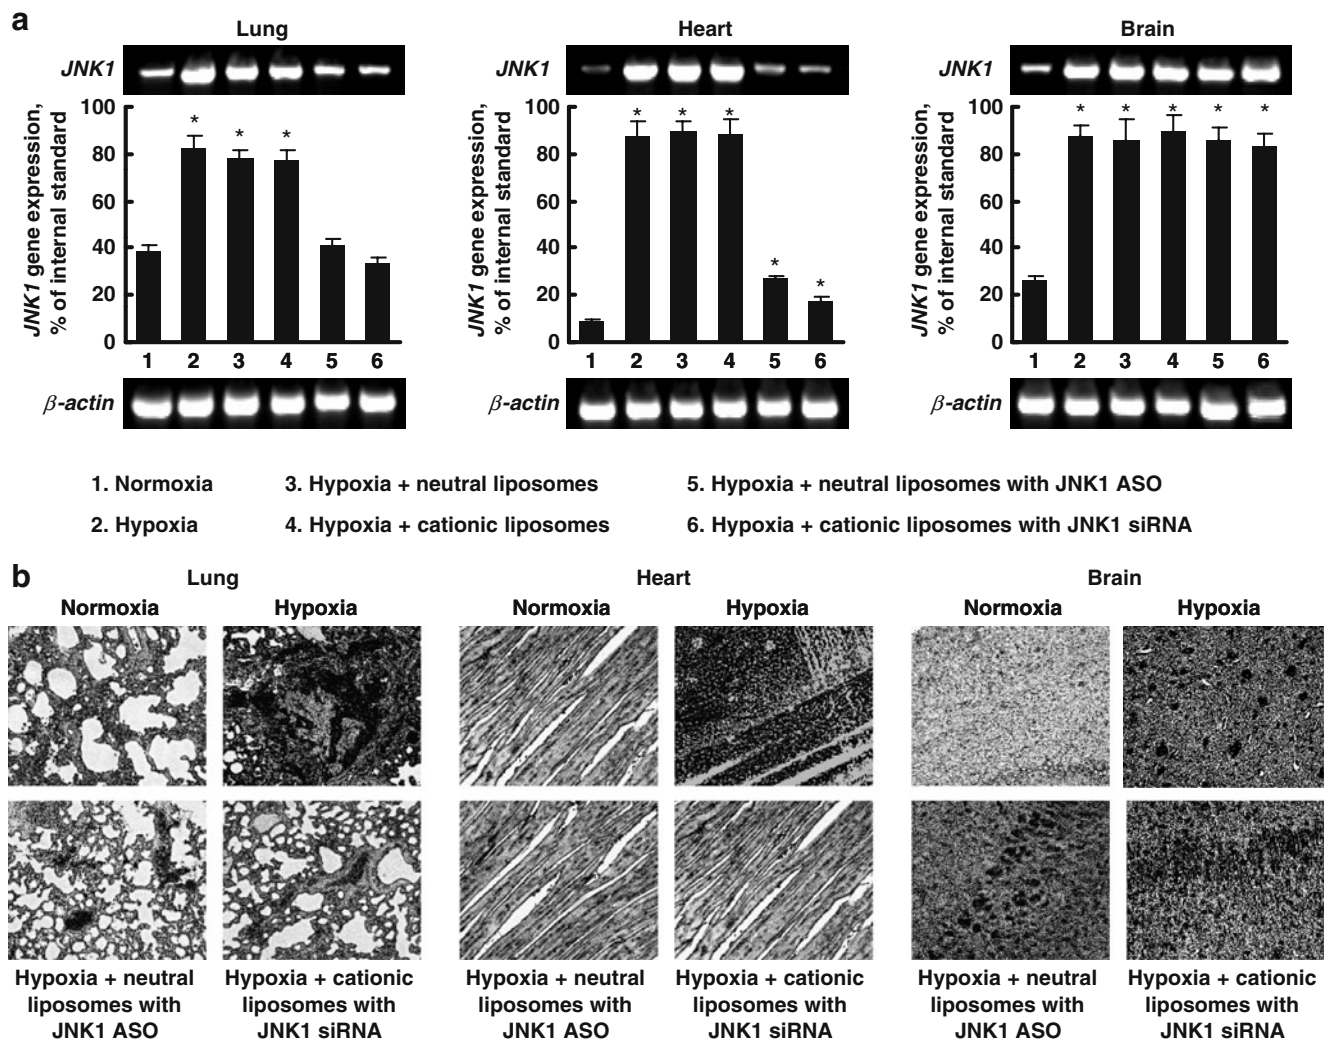 a
Lung
Heart
Brain
JNK1
JNK1
JNK1
JNK1 gene expression,
% of internal standard
100
80
60
40
20
0
* * *
1 2 3 4 5 6
JNK1 gene expression,
% of internal standard
100
80
60
40
20
0
* * * * *
1 2 3 4 5 6
JNK1 gene expression,
% of internal standard
100
80
60
40
20
0
* * * * *
1 2 3 4 5 6
β-actin
β-actin
β-actin
1. Normoxia
3. Hypoxia + neutral liposomes
5. Hypoxia + neutral liposomes with JNK1 ASO
2. Hypoxia
4. Hypoxia + cationic liposomes
6. Hypoxia + cationic liposomes with JNK1 siRNA
b
Lung
Heart
Brain
Normoxia
Hypoxia
Normoxia
Hypoxia
Normoxia
Hypoxia
Hypoxia + neutral
liposomes with
JNK1 ASO
Hypoxia + cationic
liposomes with
JNK1 siRNA
Hypoxia + neutral
liposomes with
JNK1 ASO
Hypoxia + cationic
liposomes with
JNK1 siRNA
Hypoxia + neutral
liposomes with
JNK1 ASO
Hypoxia + cationic
liposomes with
JNK1 siRNA